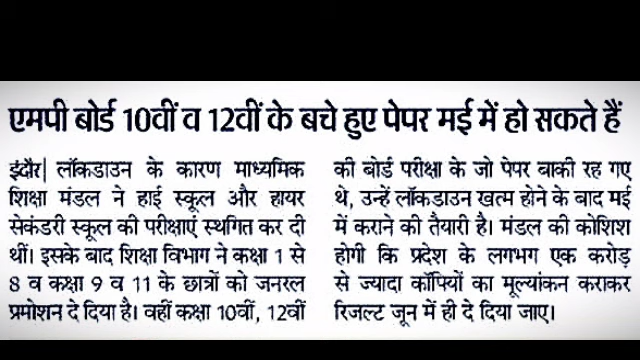 एमपी बोर्ड 10वीं व 12वीं के बचे हुए पेपर मई में हो सकते हैं
इंदौर| लॉकडाउन के कारण माध्यमिक
शिक्षा मंडल ने हाई स्कूल और हायर
सेकंडरी स्कूल की परीक्षाएं स्थगित कर दी
थीं। इसके बाद शिक्षा विभाग ने कक्षा 1 से
8 व कक्षा 9 व 11 के छात्रों को जनरल
प्रमोशन दे दिया है। वहीं कक्षा 10वीं, 12वीं
की बोर्ड परीक्षा के जो पेपर बाकी रह गए
थे, उन्हें लॉकडाउन खत्म होने के बाद मई
में कराने की तैयारी है। मंडल की कोशिश
होगी कि प्रदेश के लगभग एक करोड़
से ज्यादा कॉपियों का मूल्यांकन कराकर
रिजल्ट जून में ही दे दिया जाए।